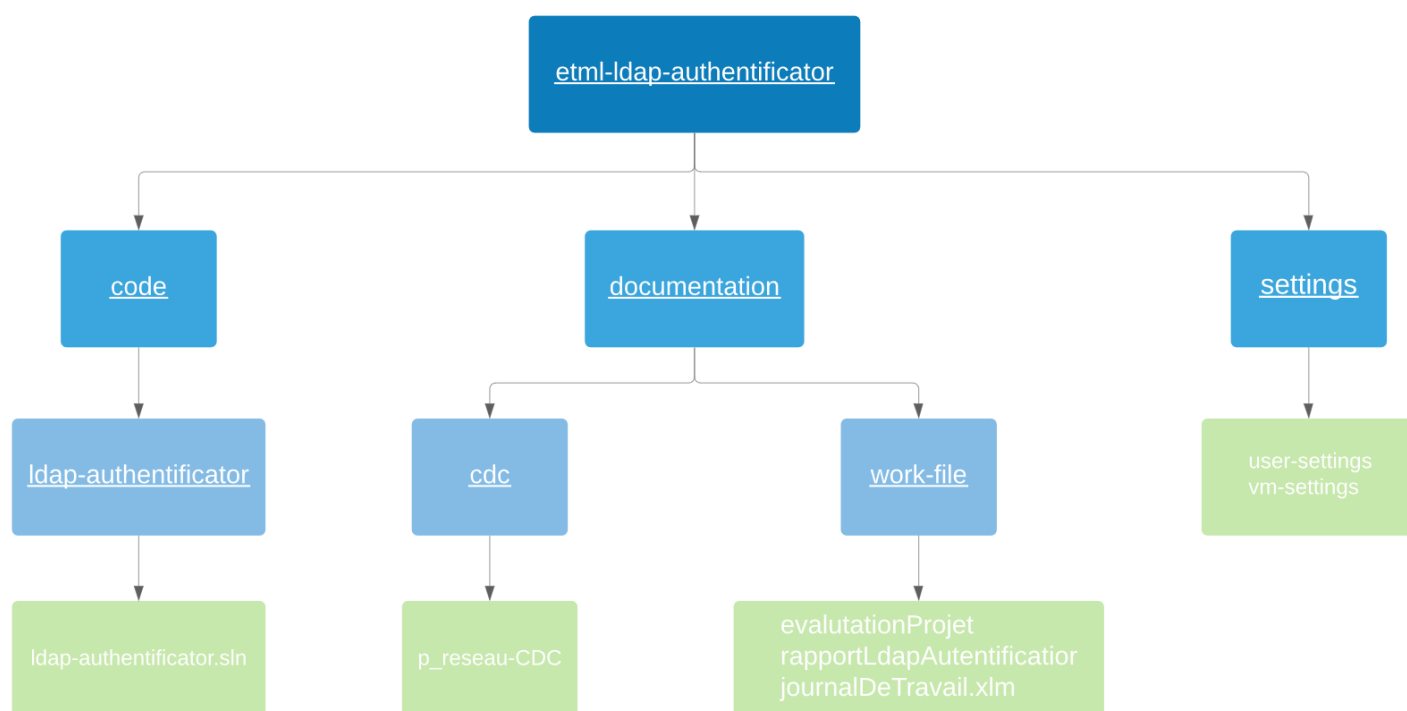 etml-ldap-authentificator
code
documentation
settings
ldap-authentificator
cdc
work-file
user-settings
vm-settings
ldap-authentificator.sln
p_reseau-CDC
evalutationProjet
rapportLdapAutentificatior
journalDeTravail.xlm